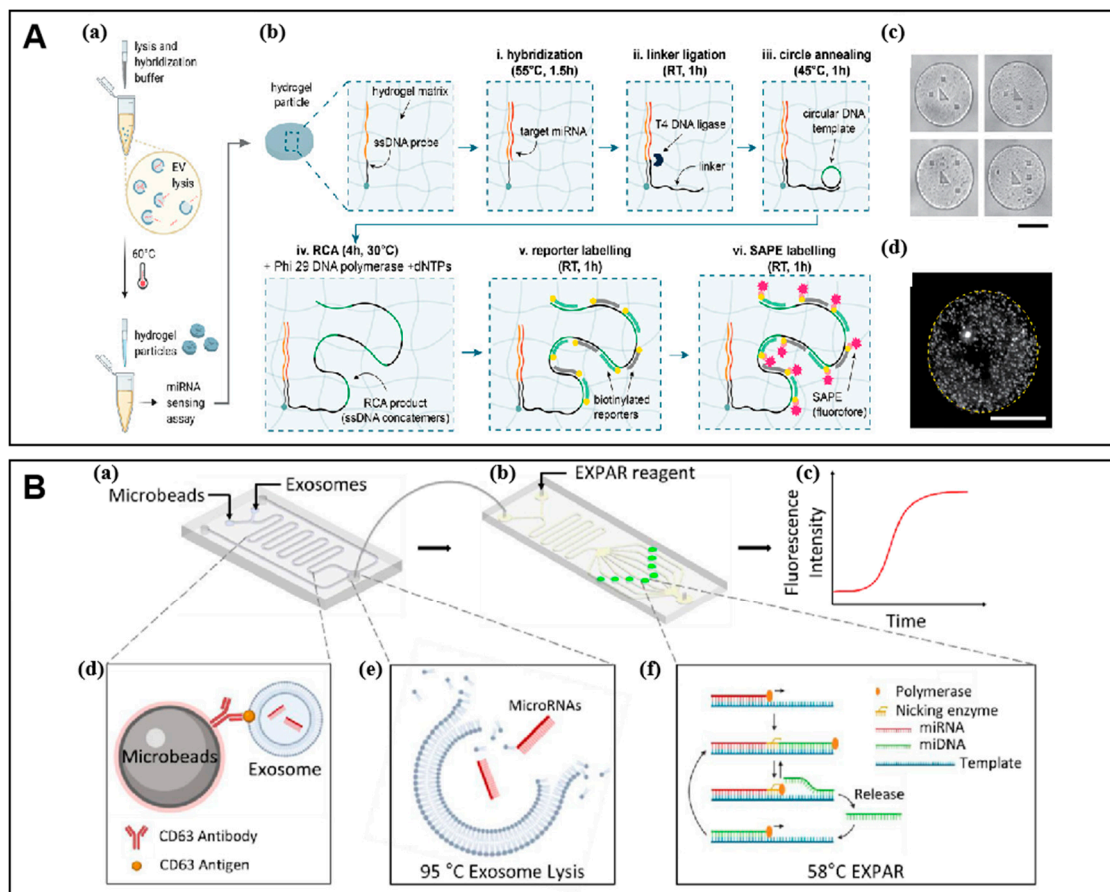 A
(a)
lysis and
hybridization
buffer
EV
lysis
60°C
hydrogel
particles
miRNA
sensing
assay
(b)
hydrogel
particle
hydrogel matrix
ssDNA probe
i. hybridization
(55°C, 1.5h)
target miRNA
ii. linker ligation
(RT, 1h)
T4 DNA ligase
linker
iii. circle annealing
(45°C, 1h)
circular DNA
template
iv. RCA (4h, 30°C)
+ Phi 29 DNA polymerase +dNTPs
RCA product
(ssDNA concatemers)
v. reporter labelling
(RT, 1h)
biotinylated
reporters
vi. SAPE labelling
(RT, 1h)
SAPE
(fluorofore)
(c)
(d)
B
(a)
Microbeads
Exosomes
(b)
EXPAR reagent
(c)
Fluorescence
Intensity
Time
(d)
Microbeads
Exosome
CD63 Antibody
CD63 Antigen
(e)
MicroRNAs
95 °C Exosome Lysis
(f)
Polymerase
Nicking enzyme
miRNA
miDNA
Template
Release
58°C EXPAR